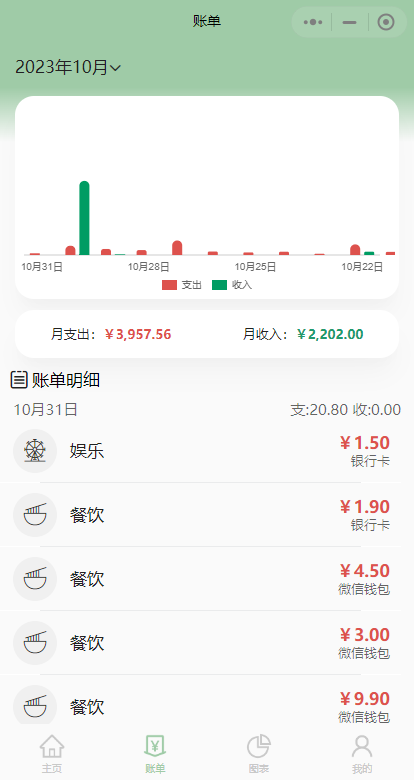 账单
2023年10月
10月31日 10月28日 10月25日 10月22日
支出 收入
月支出：￥3,957.56 月收入：￥2,202.00
账单明细
10月31日 支:20.80 收:0.00
娱乐 ￥1.50
银行卡
餐饮 ￥1.90
银行卡
餐饮 ￥4.50
微信钱包
餐饮 ￥3.00
微信钱包
餐饮 ￥9.90
微信钱包
主页 账单 图表 我的